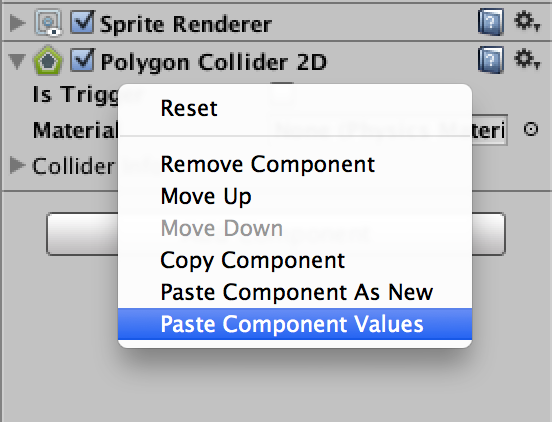 Sprite Renderer
Polygon Collider 2D
Is Trigger
Material
Collider
Reset
Remove Component
Move Up
Move Down
Copy Component
Paste Component As New
Paste Component Values